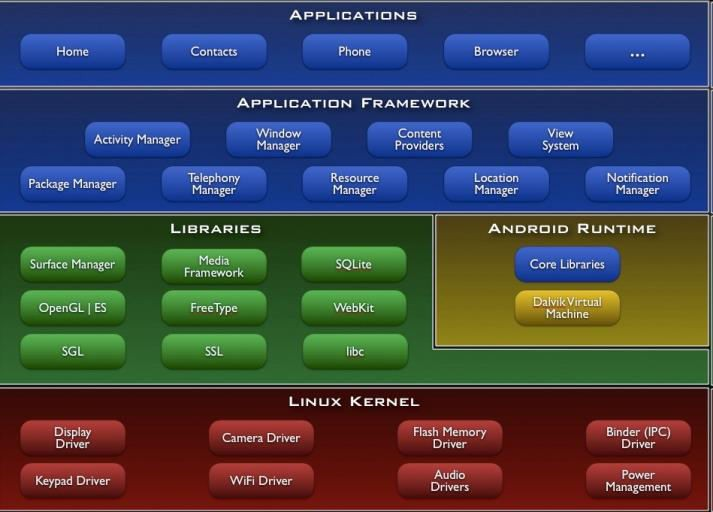 APPLICATIONS
Home
Contacts
Phone
Browser
...
APPLICATION FRAMEWORK
Activity Manager
Window
Manager
Content
Providers
View
System
Package Manager
Telephony
Manager
Resource
Manager
Location
Manager
Notification
Manager
LIBRARIES
Surface Manager
Media
Framework
SQLite
OpenGL | ES
FreeType
WebKit
SGL
SSL
libc
ANDROID RUNTIME
Core Libraries
Dalvik Virtual
Machine
LINUX KERNEL
Display
Driver
Camera Driver
Flash Memory
Driver
Binder (IPC)
Driver
Keypad Driver
WiFi Driver
Audio
Drivers
Power
Management